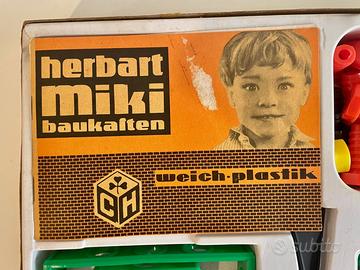 herbart
miki
baukasten
weich-plastik
CH
subito